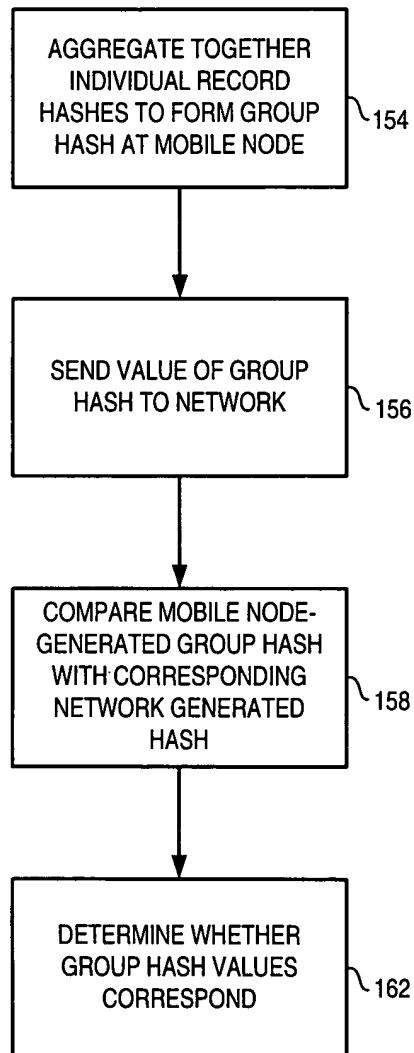 AGGREGATE TOGETHER
INDIVIDUAL RECORD
HASHES TO FORM GROUP
HASH AT MOBILE NODE
154
SEND VALUE OF GROUP
HASH TO NETWORK
156
COMPARE MOBILE NODE-
GENERATED GROUP HASH
WITH CORRESPONDING
NETWORK GENERATED
HASH
158
DETERMINE WHETHER
GROUP HASH VALUES
CORRESPOND
162